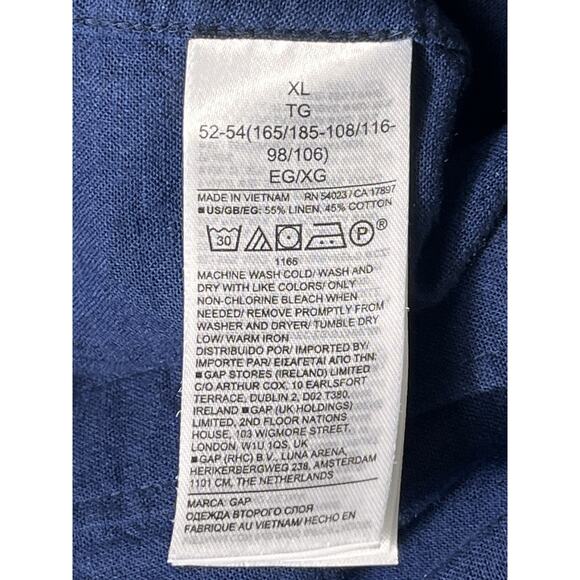 XL
TG
52-54(165/185-108/116-
98/106)
EG/XG
MADE IN VIETNAM RN 54023 / CA 17897
■US/GB/EG: 55% LINEN, 45% COTTON
30 P®
1166
MACHINE WASH COLD/ WASH AND
DRY WITH LIKE COLORS/ ONLY
NON-CHLORINE BLEACH WHEN
NEEDED/ REMOVE PROMPTLY FROM
WASHER AND DRYER/ TUMBLE DRY
LOW/ WARM IRON
DISTRIBUIDO POR/ IMPORTED BY/
IMPORTE PAR/ ΕΙΣΑΓΕΤΑΙ ΑΠΟ ΤΗΝ:
■GAP STORES (IRELAND) LIMITED
C/O ARTHUR COX, 10 EARLSFORT
TERRACE, DUBLIN 2, D02 T380,
IRELAND ■GAP (UK HOLDINGS)
LIMITED, 2ND FLOOR NATIONS
HOUSE, 103 WIGMORE STREET,
LONDON, W1U 1QS, UK
■GAP (RHC) B.V., LUNA ARENA,
HERIKERBERGWEG 238, AMSTERDAM
1101 CM, THE NETHERLANDS
MARCA: GAP
ОДЕЖДА ВТОРОГО СЛОЯ
FABRIQUE AU VIETNAM/ HECHO EN